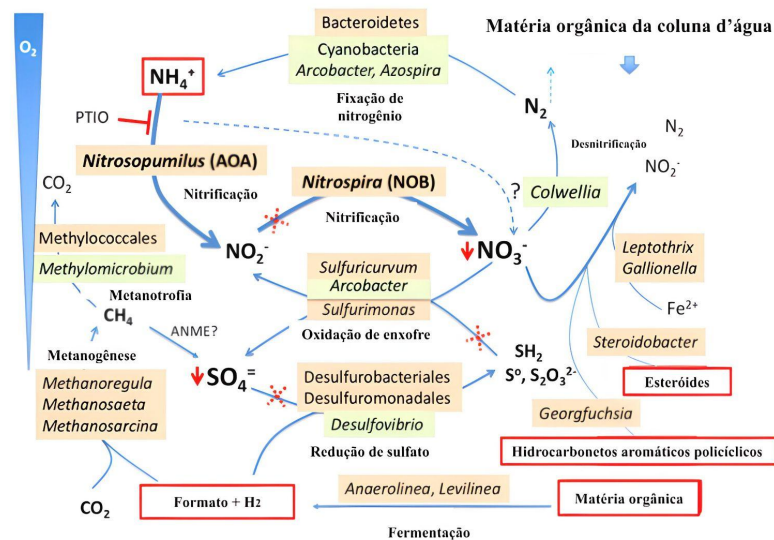 O₂
Bacteroidetes
Cyanobacteria
Arcobacter, Azospira
Fixação de
nitrogênio
Matéria orgânica da coluna d’água
NH₄⁺
PTIO
N₂
Desnitrificação
N₂
NO₂⁻
Nitrosopumilus (AOA)
Nitrificação
Nitrospira (NOB)
Nitrificação
? Colwellia
CO₂
Methylococcales
Methylomicrobium
Metanotrofia
CH₄
ANME?
NO₂⁻
NO₃⁻
Sulfuricurvum
Arcobacter
Sulfurimonas
Oxidação de enxofre
Leptothrix
Gallionella
Fe²⁺
Steroidobacter
Esteróides
SH₂
Sº, S₂O₃²⁻
Metanogênese
Methanoregula
Methanosaeta
Methanosarcina
SO₄⁼
Desulfurobacteriales
Desulfuromonadales
Desulfovibrio
Redução de sulfato
Georgfuchsia
Hidrocarbonetos aromáticos policíclicos
CO₂
Formato + H₂
Anaerolinea, Levilinea
Matéria orgânica
Fermentação